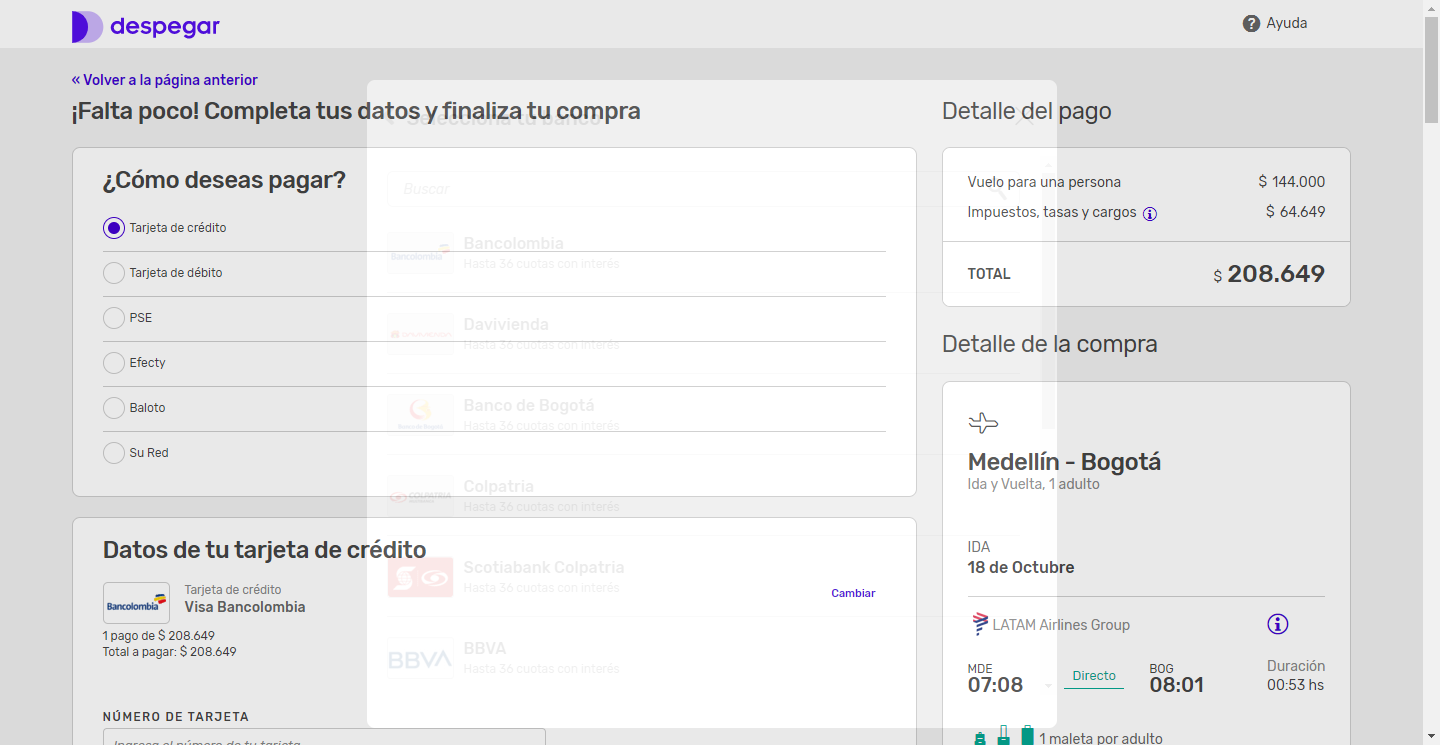 despegar
Ayuda
« Volver a la página anterior
¡Falta poco! Completa tus datos y finaliza tu compra
Selecciona tu banco
¿Cómo deseas pagar?
Tarjeta de crédito
Tarjeta de débito
PSE
Efecty
Baloto
Su Red
Buscar
Bancolombia
Bancolombia
Hasta 36 cuotas con interés
DAVIVIENDA
Davivienda
Hasta 36 cuotas con interés
Banco de Bogotá
Banco de Bogotá
Hasta 36 cuotas con interés
COLPATRIA
Colpatria
Hasta 36 cuotas con interés
Scotiabank Colpatria
Hasta 36 cuotas con interés
BBVA
BBVA
Hasta 36 cuotas con interés
Datos de tu tarjeta de crédito
Bancolombia
Tarjeta de crédito
Visa Bancolombia
Cambiar
1 pago de $ 208.649
Total a pagar: $ 208.649
NÚMERO DE TARJETA
Ingresa el número de tu tarjeta
Detalle del pago
Vuelo para una persona $ 144.000
Impuestos, tasas y cargos $ 64.649
TOTAL $ 208.649
Detalle de la compra
Medellín - Bogotá
Ida y Vuelta, 1 adulto
IDA
18 de Octubre
LATAM Airlines Group
MDE
07:08
Directo
BOG
08:01
Duración
00:53 hs
1 maleta por adulto